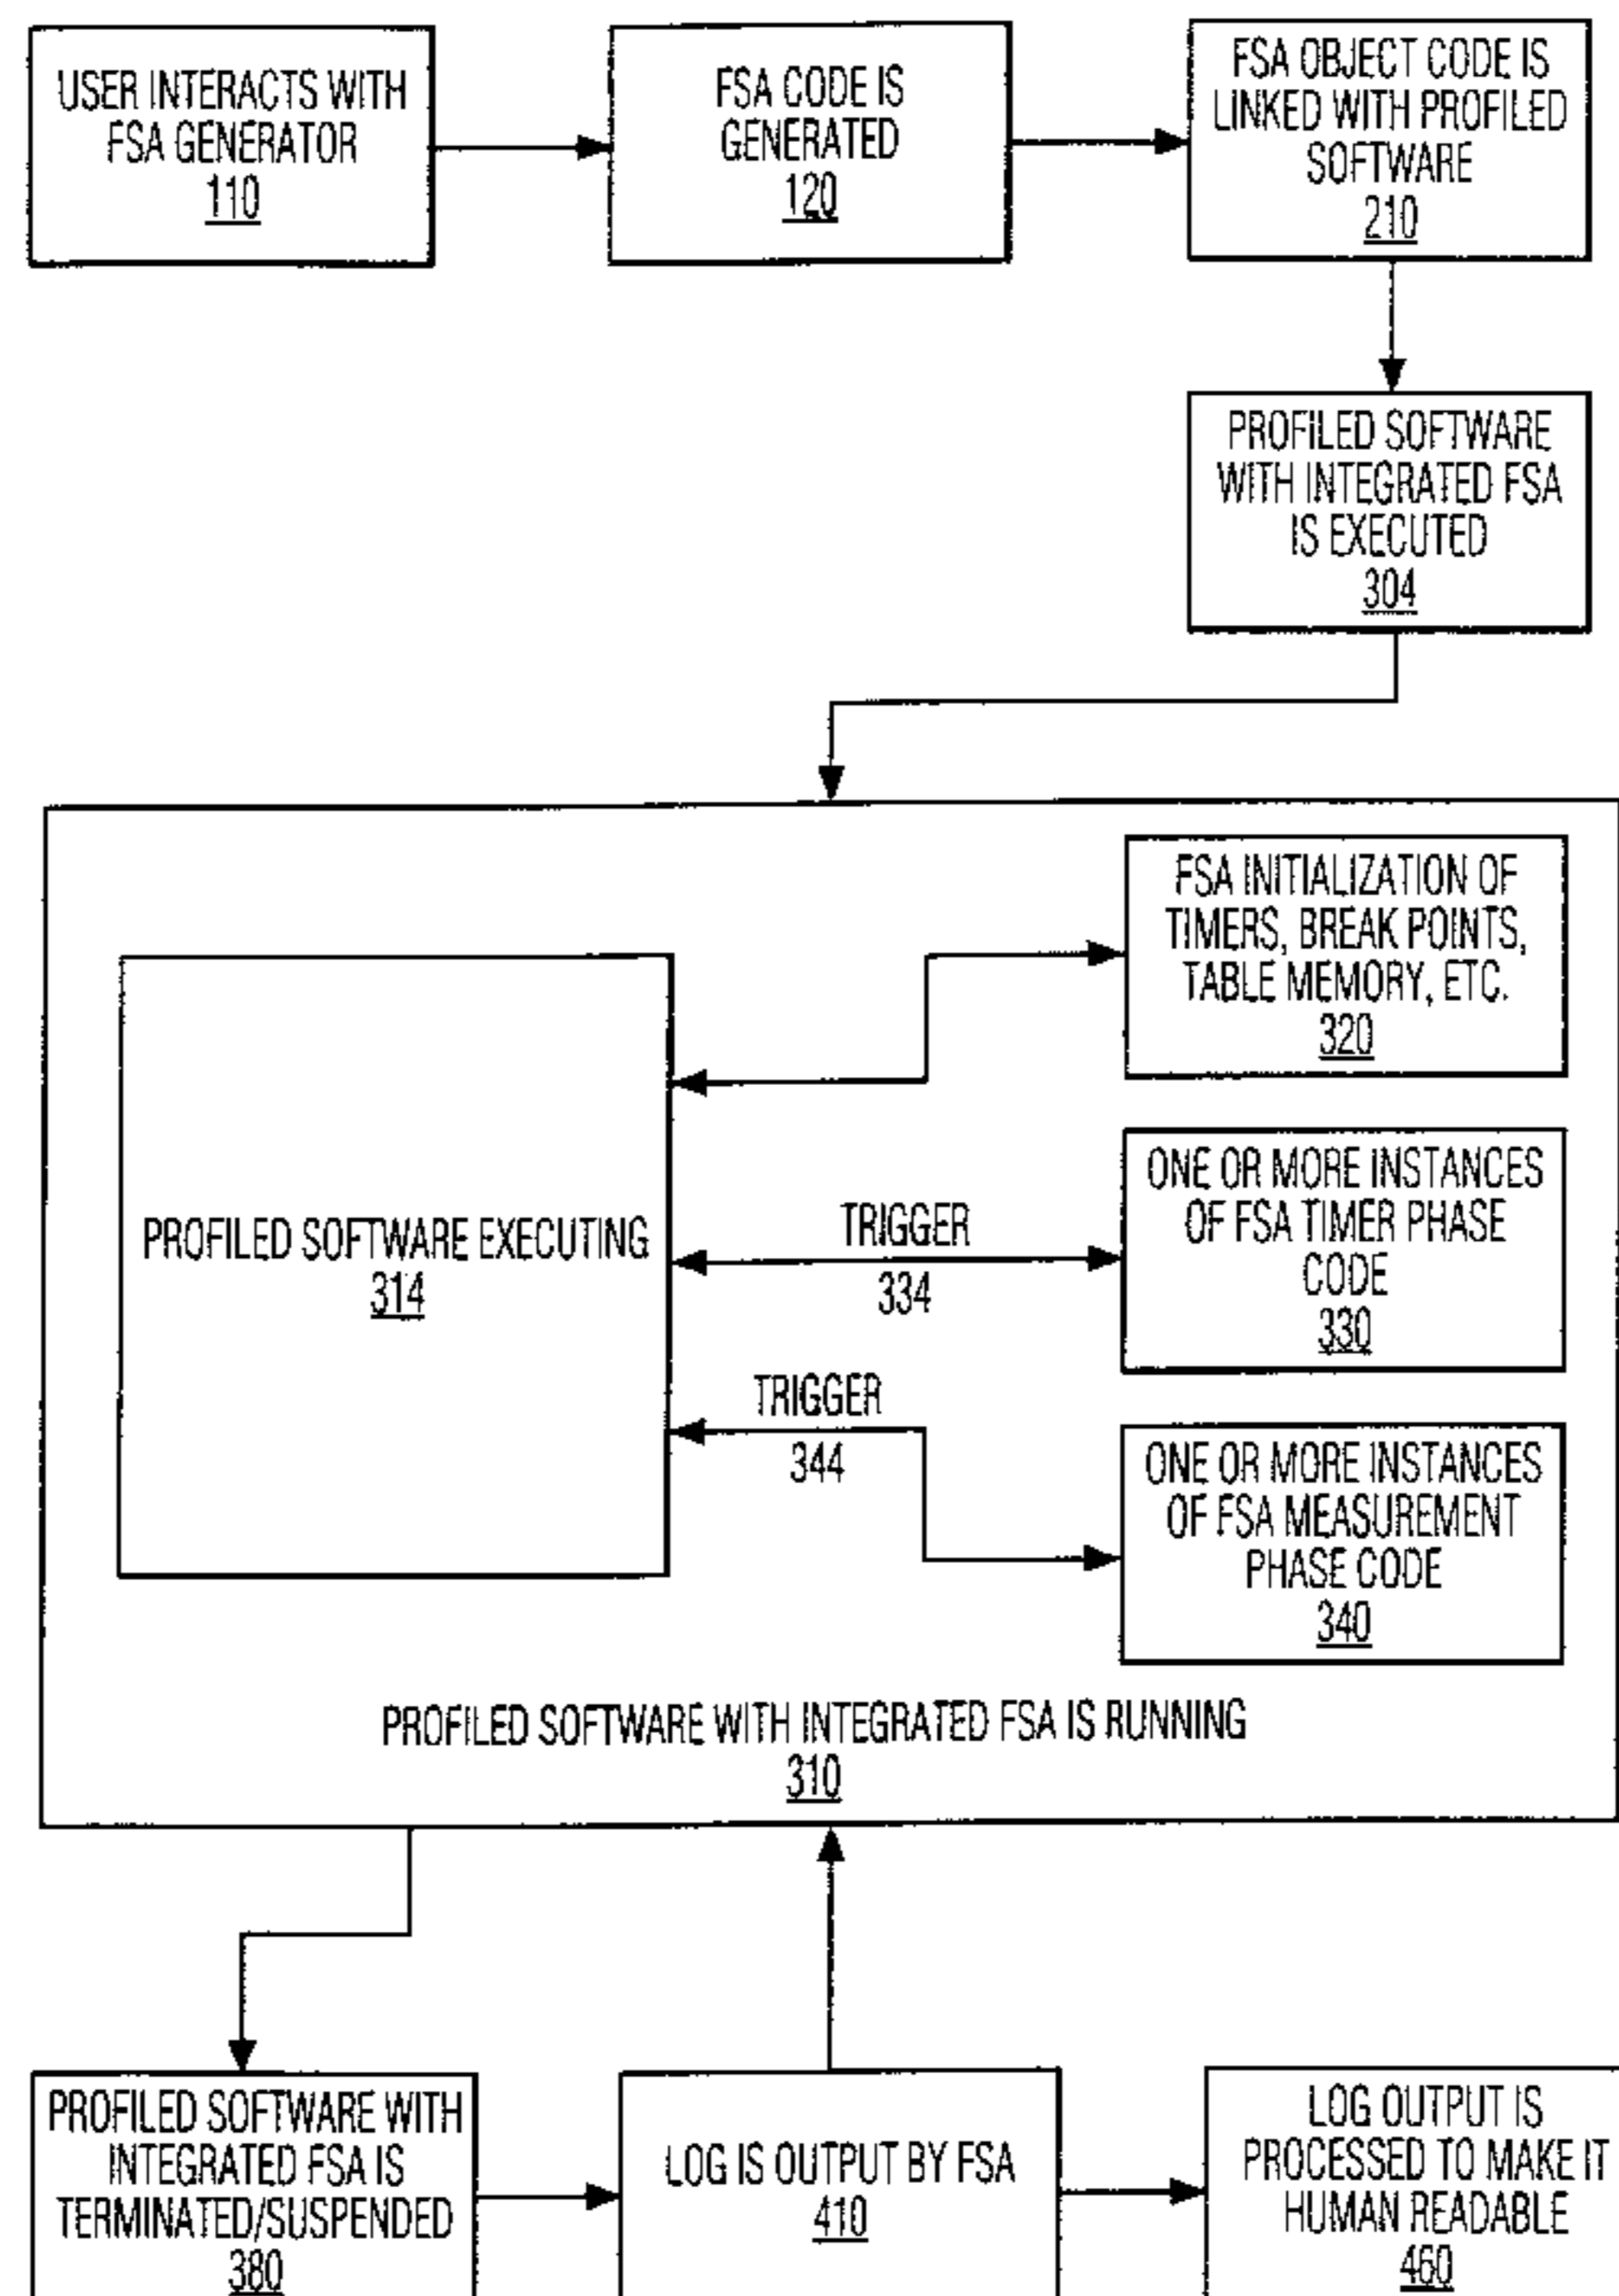 USER INTERACTS WITH
FSA GENERATOR
110
FSA CODE IS
GENERATED
120
FSA OBJECT CODE IS
LINKED WITH PROFILED
SOFTWARE
210
PROFILED SOFTWARE
WITH INTEGRATED FSA
IS EXECUTED
304
FSA INITIALIZATION OF
TIMERS, BREAK POINTS,
TABLE MEMORY, ETC.
320
PROFILED SOFTWARE EXECUTING
314
TRIGGER
334
ONE OR MORE INSTANCES
OF FSA TIMER PHASE
CODE
330
TRIGGER
344
ONE OR MORE INSTANCES
OF FSA MEASUREMENT
PHASE CODE
340
PROFILED SOFTWARE WITH INTEGRATED FSA IS RUNNING
310
PROFILED SOFTWARE WITH
INTEGRATED FSA IS
TERMINATED/SUSPENDED
380
LOG IS OUTPUT BY FSA
410
LOG OUTPUT IS
PROCESSED TO MAKE IT
HUMAN READABLE
460